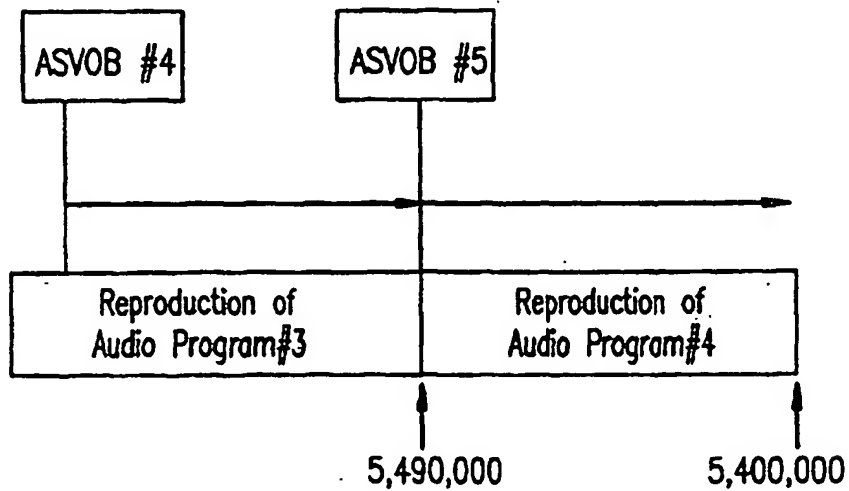 ASVOB #4
ASVOB #5
Reproduction of
Audio Program#3
Reproduction of
Audio Program#4
5,490,000
5,400,000